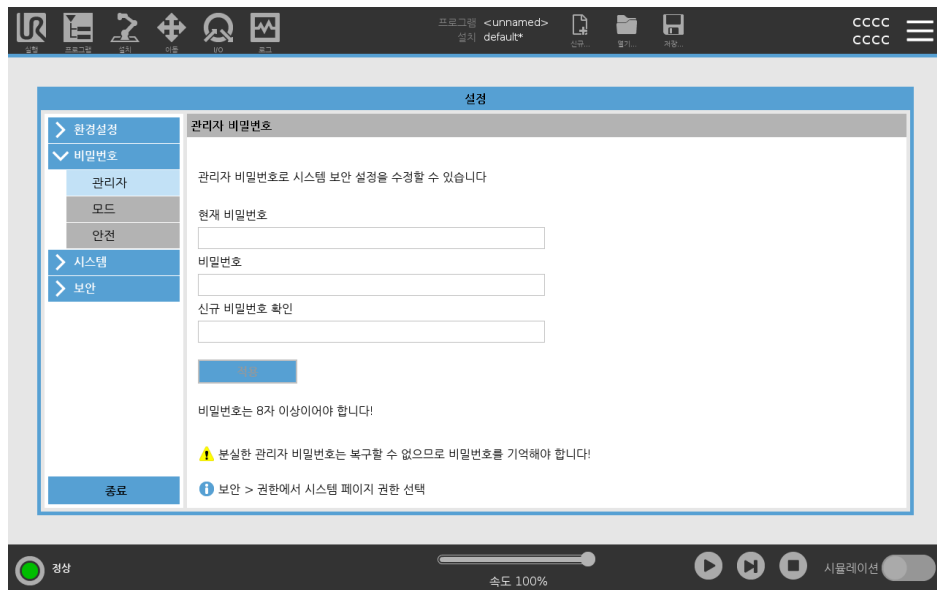 프로그램 <unnamed>
설치 default*
CCCC
CCCC
실행
프로그램
설치
이동
I/O
로그
신규...
열기...
저장...
설정
환경설정
비밀번호
관리자
모드
안전
시스템
보안
종료
관리자 비밀번호
관리자 비밀번호로 시스템 보안 설정을 수정할 수 있습니다
현재 비밀번호
비밀번호
신규 비밀번호 확인
적용
비밀번호는 8자 이상이어야 합니다!
분실한 관리자 비밀번호는 복구할 수 없으므로 비밀번호를 기억해야 합니다!
보안 > 권한에서 시스템 페이지 권한 선택
정상
속도 100%
시뮬레이션